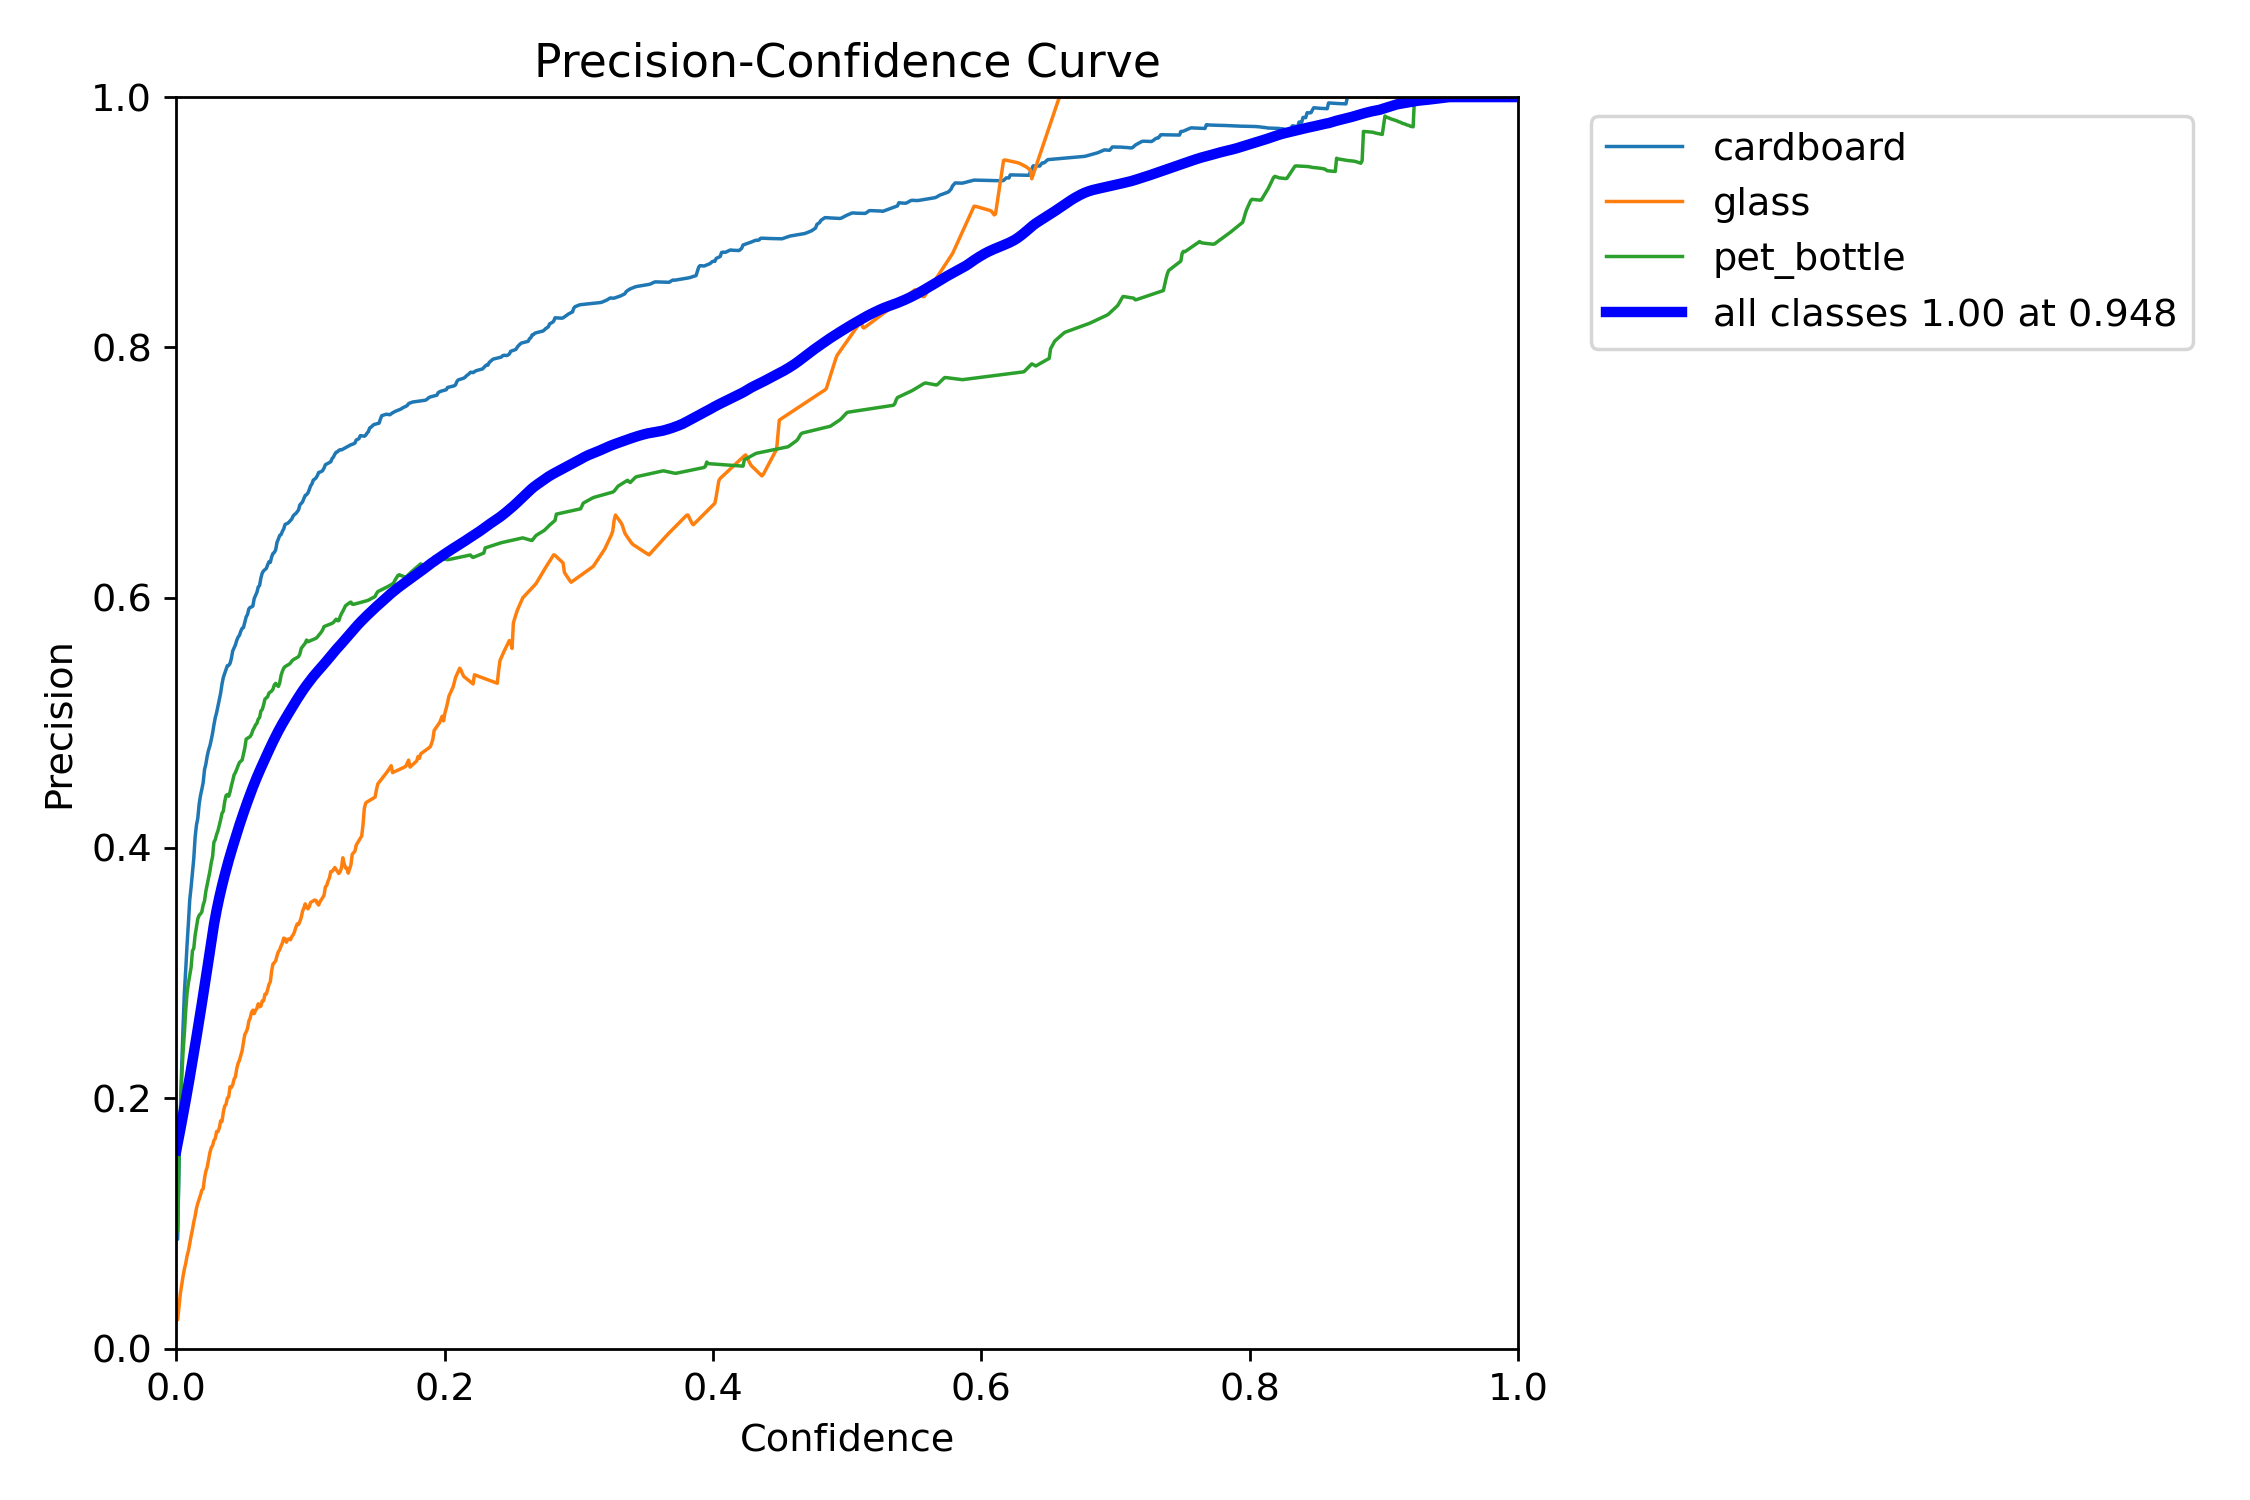 Precision-Confidence Curve
1.0
0.8
0.6
0.4
0.2
0.0
Precision
0.0 0.2 0.4 0.6 0.8 1.0
Confidence
cardboard
glass
pet_bottle
all classes 1.00 at 0.948